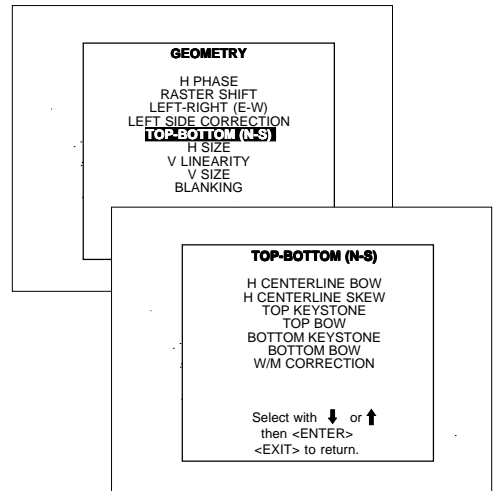 GEOMETRY
H PHASE
RASTER SHIFT
LEFT-RIGHT (E-W)
LEFT SIDE CORRECTION
TOP-BOTTOM (N-S)
H SIZE
V LINEARITY
V SIZE
BLANKING
TOP-BOTTOM (N-S)
H CENTERLINE BOW
H CENTERLINE SKEW
TOP KEYSTONE
TOP BOW
BOTTOM KEYSTONE
BOTTOM BOW
W/M CORRECTION
Select with ↓ or ↑
then <ENTER>
<EXIT> to return.